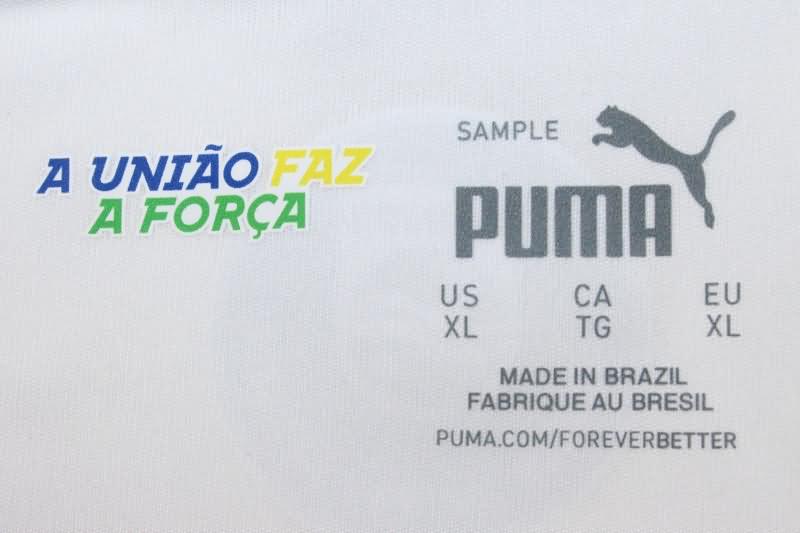 A UNIÃO FAZ
A FORÇA
SAMPLE
PUMA
US CA EU
XL TG XL
MADE IN BRAZIL
FABRIQUE AU BRESIL
PUMA.COM/FOREVERBETTER